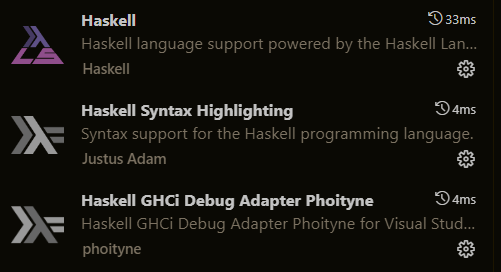 Haskell 33ms
Haskell language support powered by the Haskell Lan...
Haskell
Haskell Syntax Highlighting 4ms
Syntax support for the Haskell programming language.
Justus Adam
Haskell GHCi Debug Adapter Phoityne 4ms
Haskell GHCi Debug Adapter Phoityne for Visual Stud...
phoityne